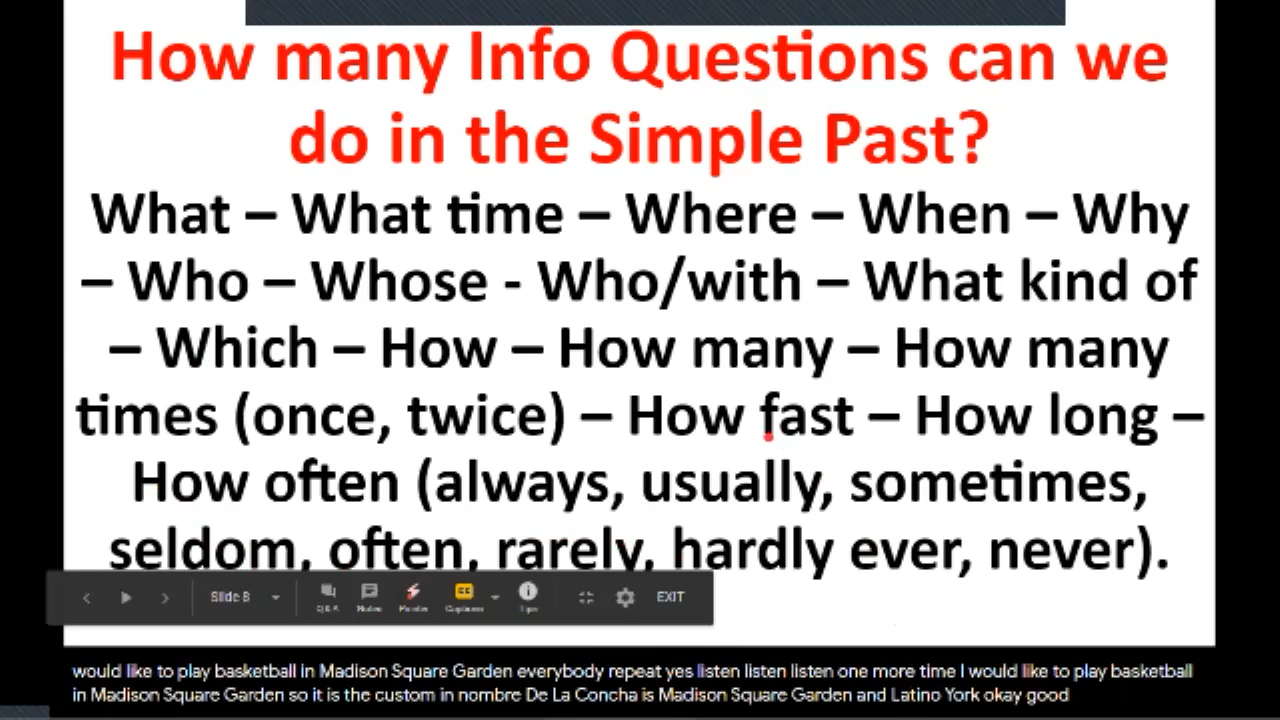 How many Info Questions can we
do in the Simple Past?
What – What time – Where – When – Why
– Who – Whose - Who/with – What kind of
– Which – How – How many – How many
times (once, twice) – How fast – How long –
How often (always, usually, sometimes,
seldom, often, rarely, hardly ever, never).
Slide 8 Q&A Notes Pointer Captions Tips EXIT
would like to play basketball in Madison Square Garden everybody repeat yes listen listen listen one more time I would like to play basketball
in Madison Square Garden so it is the custom in nombre De La Concha is Madison Square Garden and Latino York okay good